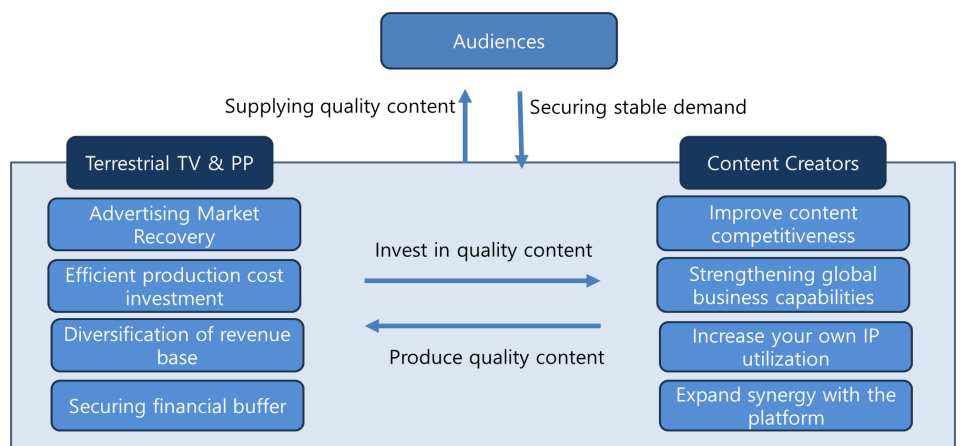 Audiences
Supplying quality content
Securing stable demand
Terrestrial TV & PP
Content Creators
Advertising Market
Recovery
Efficient production cost
investment
Diversification of revenue
base
Securing financial buffer
Invest in quality content
Produce quality content
Improve content
competitiveness
Strengthening global
business capabilities
Increase your own IP
utilization
Expand synergy with the
platform